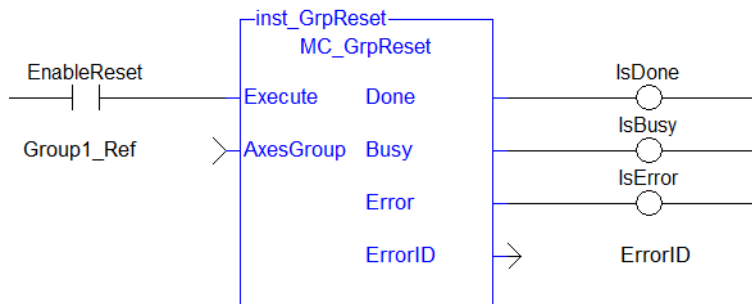 inst_GrpReset
MC_GrpReset
EnableReset
Execute
Done
IsDone
Group1_Ref
AxesGroup
Busy
IsBusy
Error
IsError
ErrorID
ErrorID